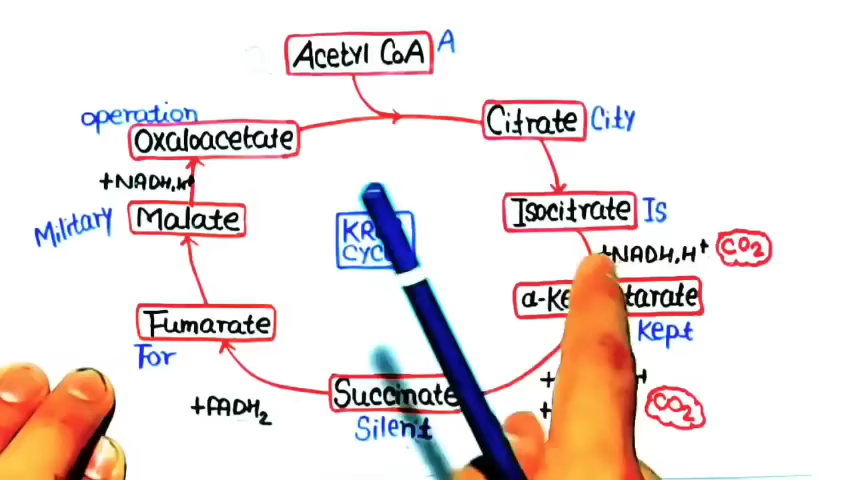 Acetyl CoA A
operation
Oxaloacetate
Citrate City
+NADH,H⁺
Isocitrate Is
Military Malate
+NADH,H⁺ CO₂
Fumarate
For
Kept
Succinate
Silent
+FADH₂
CO₂